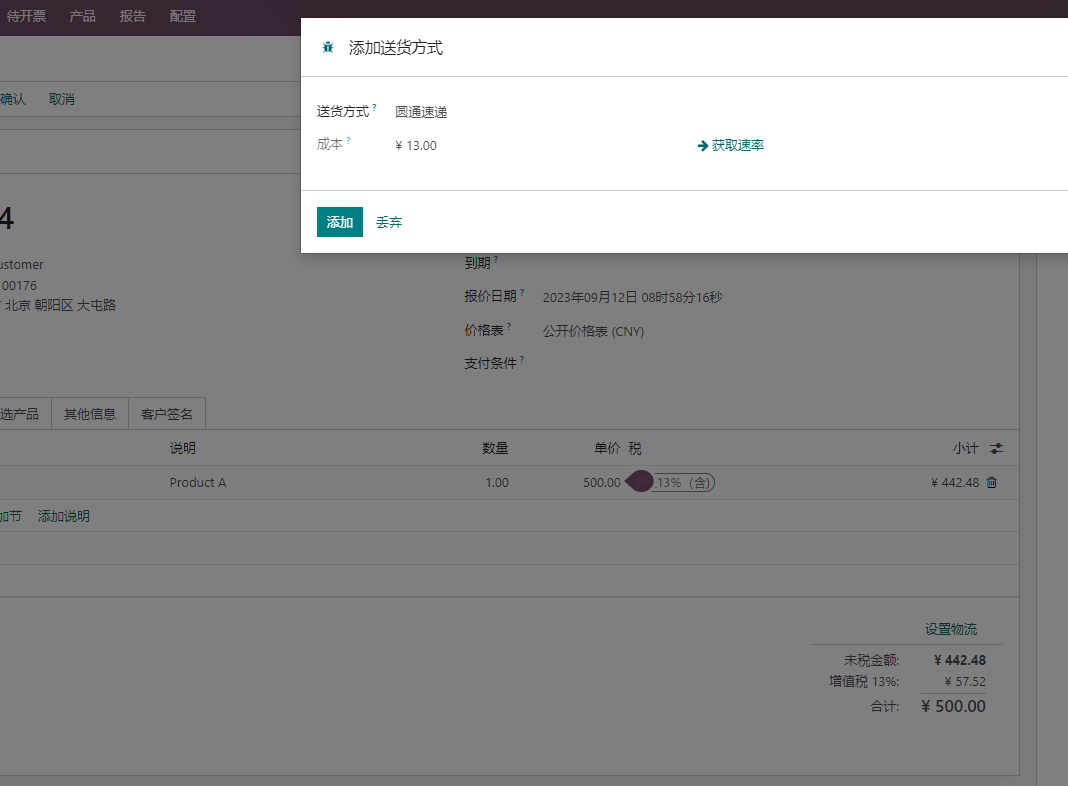 待开票 产品 报告 配置
添加送货方式
送货方式? 圆通速递
成本? ¥ 13.00 获取速率
添加 丢弃
确认 取消
4
ustomer
00176
北京 朝阳区 大屯路
到期?
报价日期? 2023年09月12日 08时58分16秒
价格表? 公开价格表 (CNY)
支付条件?
选产品 其他信息 客户签名
说明 数量 单价 税 小计
Product A 1.00 500.00 13%（含) ¥ 442.48
加节 添加说明
设置物流
未税金额: ¥ 442.48
增值税 13%: ¥ 57.52
合计: ¥ 500.00